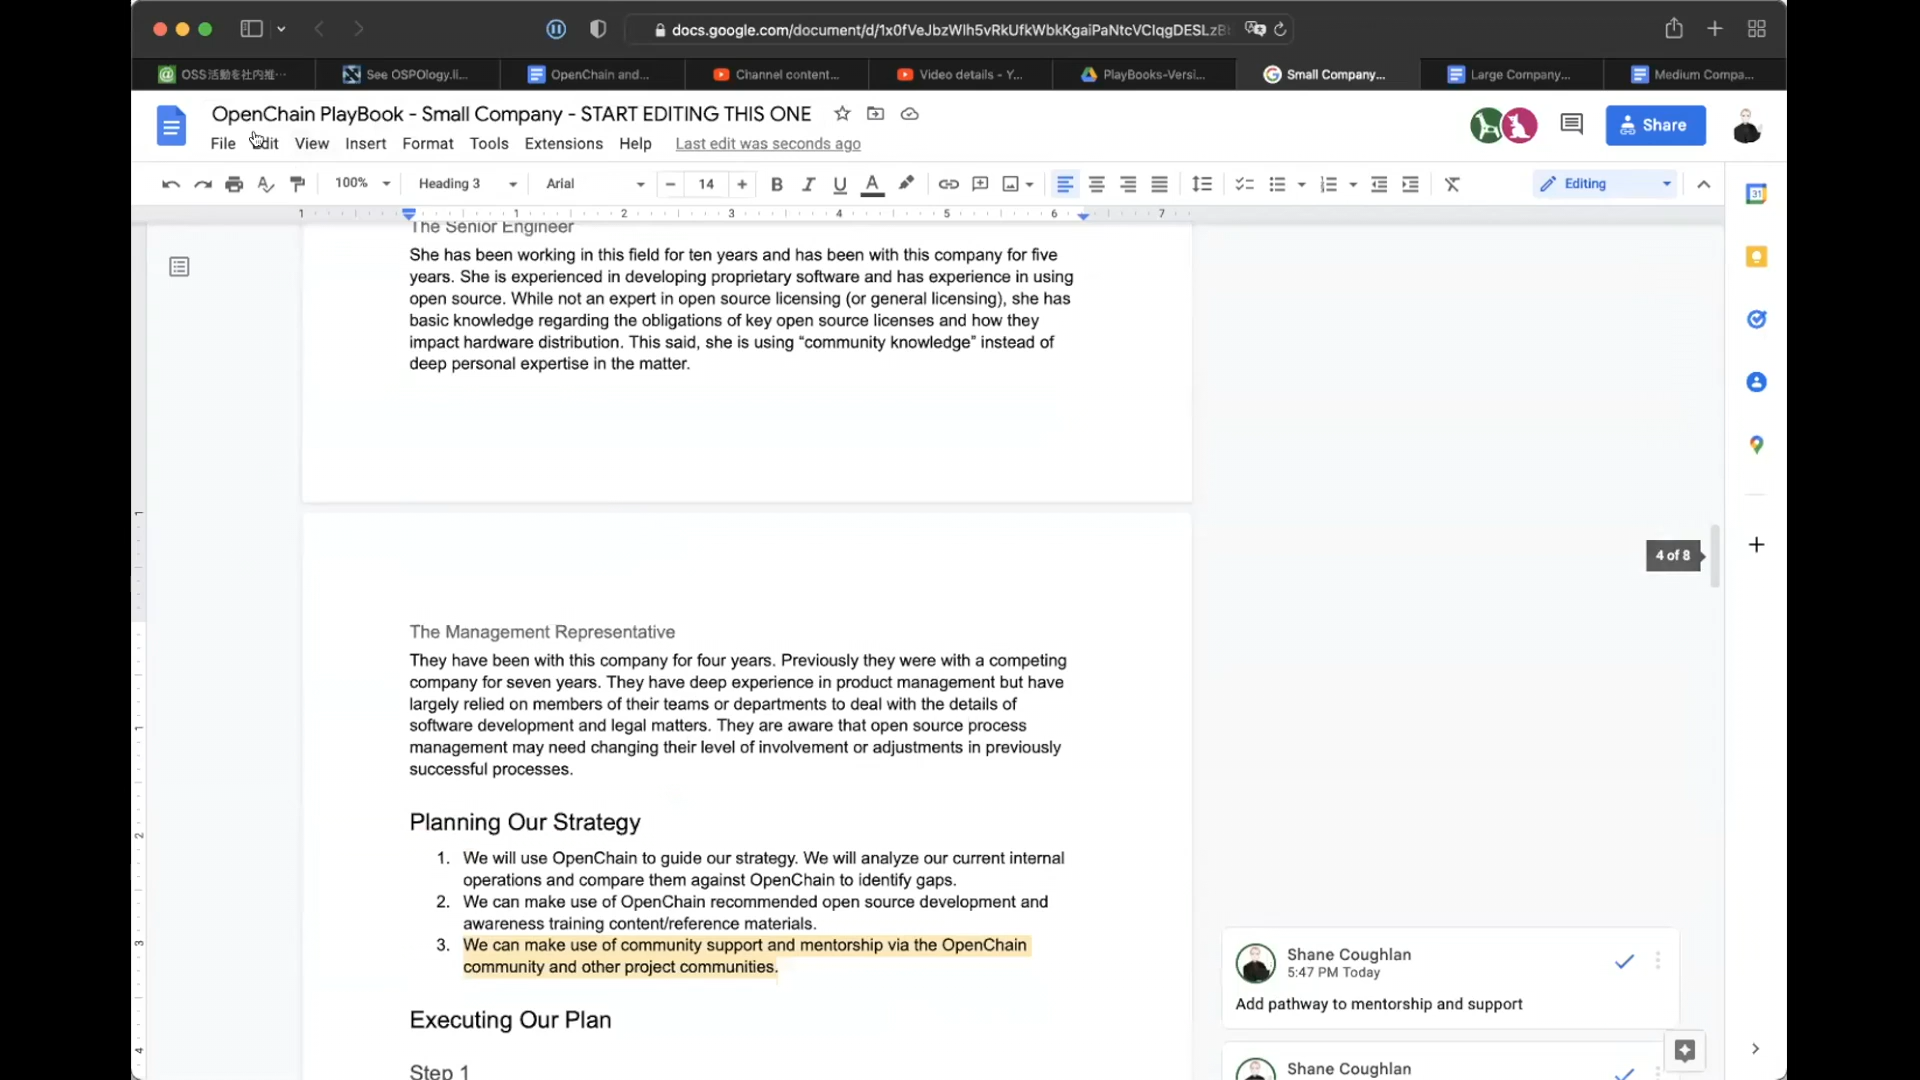 docs.google.com/document/d/1x0fVeJbzWlh5vRkUfkWbkKgaiPaNtcVClqgDESLzB
OSS活動を社内推…
See OSPOlogy.li...
OpenChain and...
Channel content...
Video details - Y...
PlayBooks-Versi...
Small Company...
Large Company...
Medium Compa...
OpenChain PlayBook - Small Company - START EDITING THIS ONE
File Edit View Insert Format Tools Extensions Help Last edit was seconds ago
Share
100% Heading 3 Arial 14 Editing
1 1 2 3 4 5 6 7
31
The Senior Engineer
She has been working in this field for ten years and has been with this company for five
years. She is experienced in developing proprietary software and has experience in using
open source. While not an expert in open source licensing (or general licensing), she has
basic knowledge regarding the obligations of key open source licenses and how they
impact hardware distribution. This said, she is using “community knowledge” instead of
deep personal expertise in the matter.
4 of 8
The Management Representative
They have been with this company for four years. Previously they were with a competing
company for seven years. They have deep experience in product management but have
largely relied on members of their teams or departments to deal with the details of
software development and legal matters. They are aware that open source process
management may need changing their level of involvement or adjustments in previously
successful processes.
Planning Our Strategy
1. We will use OpenChain to guide our strategy. We will analyze our current internal
operations and compare them against OpenChain to identify gaps.
2. We can make use of OpenChain recommended open source development and
awareness training content/reference materials.
3. We can make use of community support and mentorship via the OpenChain
community and other project communities.
Shane Coughlan
5:47 PM Today
Add pathway to mentorship and support
Executing Our Plan
Step 1
Shane Coughlan
1
1
2
3
4